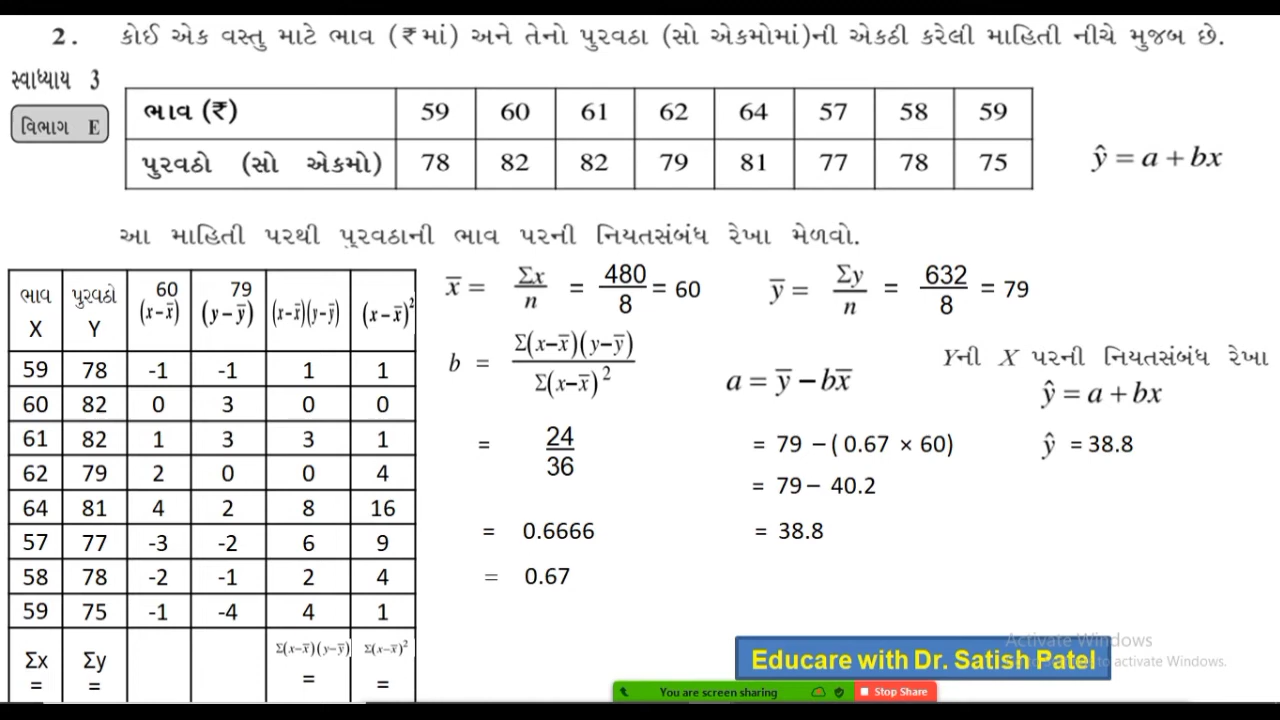 2. કોઈ એક વસ્તુ માટે ભાવ (₹માં) અને તેનો પુરવઠા (સો એકમોમાં)ની એકઠી કરેલી માહિતી નીચે મુજબ છે.
સ્વાધ્યાય 3
વિભાગ E
ભાવ (₹) 59 60 61 62 64 57 58 59
પુરવઠો (સો એકમો) 78 82 82 79 81 77 78 75
ŷ = a + bx
આ માહિતી પરથી પૂરવઠાની ભાવ પરની નિયતસંબંધ રેખા મેળવો.
ભાવ X પુરવઠો Y 60 (x–x̅) 79 (y–y̅) (x–x̅)(y–y̅) (x–x̅)²
59 78 -1 -1 1 1
60 82 0 3 0 0
61 82 1 3 3 1
62 79 2 0 0 4
64 81 4 2 8 16
57 77 -3 -2 6 9
58 78 -2 -1 2 4
59 75 -1 -4 4 1
Σx = Σy = Σ(x–x̅)(y–y̅) = Σ(x–x̅)² =
x̅ = Σx/n = 480/8 = 60
y̅ = Σy/n = 632/8 = 79
b = Σ(x–x̅)(y–y̅)/Σ(x–x̅)²
= 24/36
= 0.6666
= 0.67
a = y̅ – bx̅
= 79 – ( 0.67 × 60)
= 79 – 40.2
= 38.8
Yની X પરની નિયતસંબંધ રેખા
ŷ = a + bx
ŷ = 38.8
Activate Windows
to activate Windows.
Educare with Dr. Satish Patel
You are screen sharing Stop Share